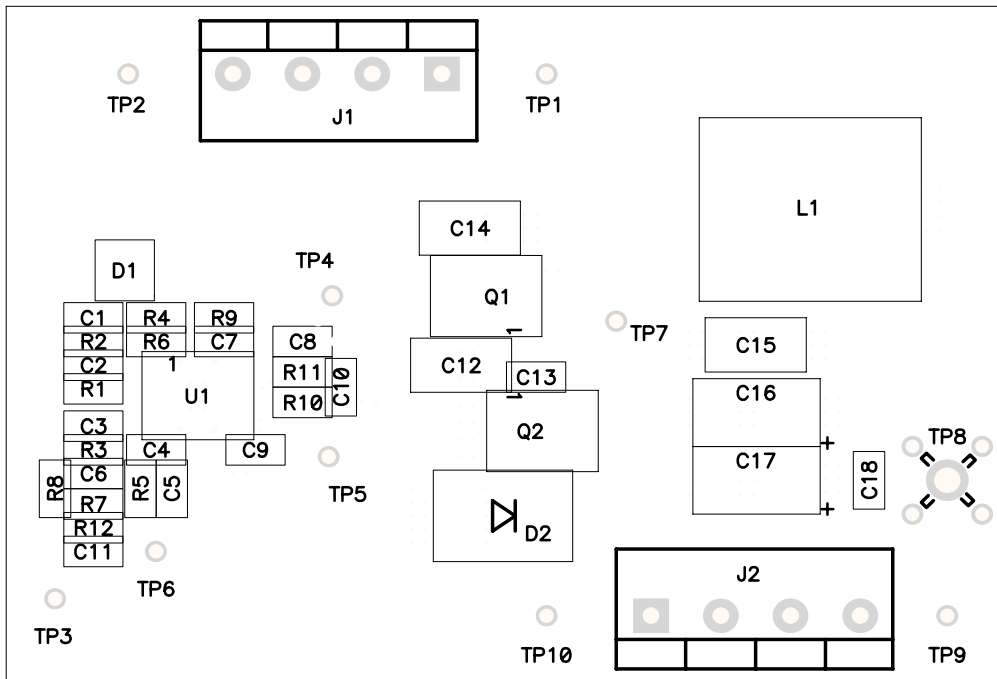 TP2
J1
TP1
L1
C14
D1
TP4
Q1
C1
R4
R9
TP7
1
R2
R6
C7
C8
C15
C2
1
C12
R11
C10
C13
R1
U1
1
C16
R10
C3
Q2
+
TP8
R3
C4
C9
C17
TP5
C6
R8
R5
C5
C18
R7
+
R12
D2
C11
TP6
J2
TP3
TP10
TP9